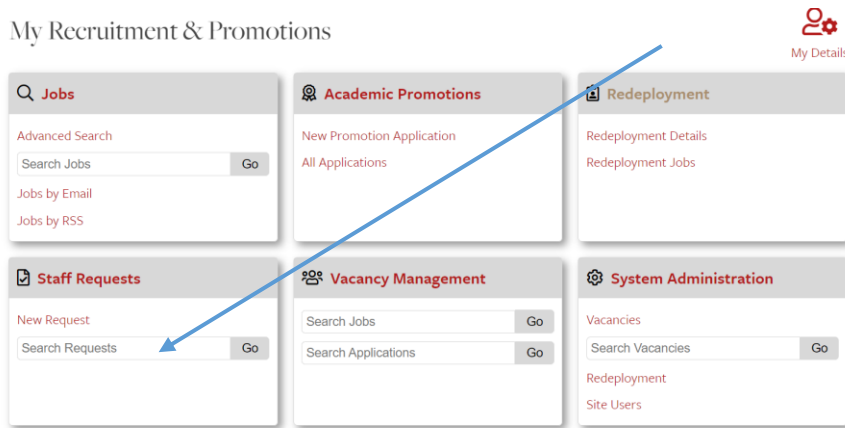 My Recruitment & Promotions
My Details
Jobs
Advanced Search
Search Jobs Go
Jobs by Email
Jobs by RSS
Academic Promotions
New Promotion Application
All Applications
Redeployment
Redeployment Details
Redeployment Jobs
Staff Requests
New Request
Search Requests Go
Vacancy Management
Search Jobs Go
Search Applications Go
System Administration
Vacancies
Search Vacancies Go
Redeployment
Site Users